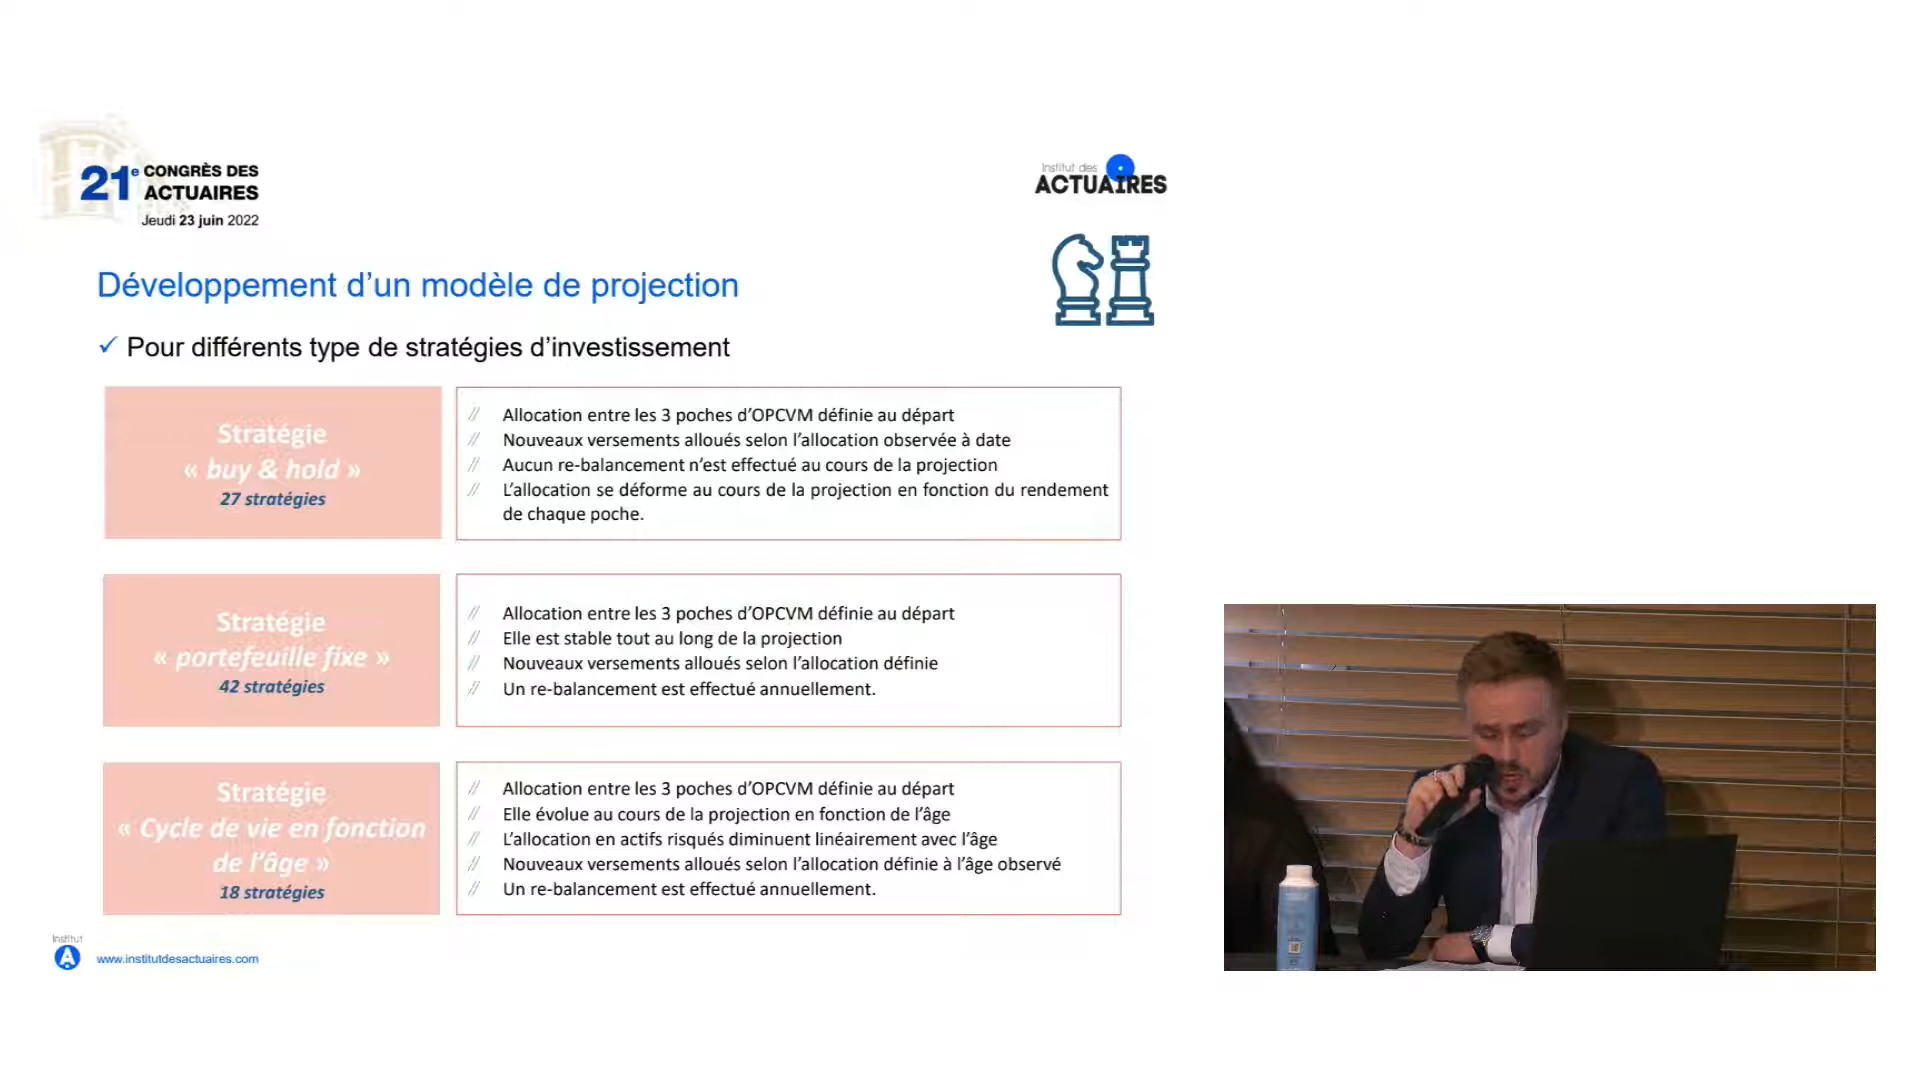 21e CONGRÈS DES
ACTUAIRES
Jeudi 23 juin 2022
Institut des
ACTUAIRES
Développement d’un modèle de projection
✓ Pour différents type de stratégies d’investissement
Stratégie
« buy & hold »
27 stratégies
// Allocation entre les 3 poches d’OPCVM définie au départ
// Nouveaux versements alloués selon l’allocation observée à date
// Aucun re-balancement n’est effectué au cours de la projection
// L’allocation se déforme au cours de la projection en fonction du rendement
de chaque poche.
Stratégie
« portefeuille fixe »
42 stratégies
// Allocation entre les 3 poches d’OPCVM définie au départ
// Elle est stable tout au long de la projection
// Nouveaux versements alloués selon l’allocation définie
// Un re-balancement est effectué annuellement.
Stratégie
« Cycle de vie en fonction
de l’âge »
18 stratégies
// Allocation entre les 3 poches d’OPCVM définie au départ
// Elle évolue au cours de la projection en fonction de l’âge
// L’allocation en actifs risqués diminuent linéairement avec l’âge
// Nouveaux versements alloués selon l’allocation définie à l’âge observé
// Un re-balancement est effectué annuellement.
Institut
A
www.institutdesactuaires.com